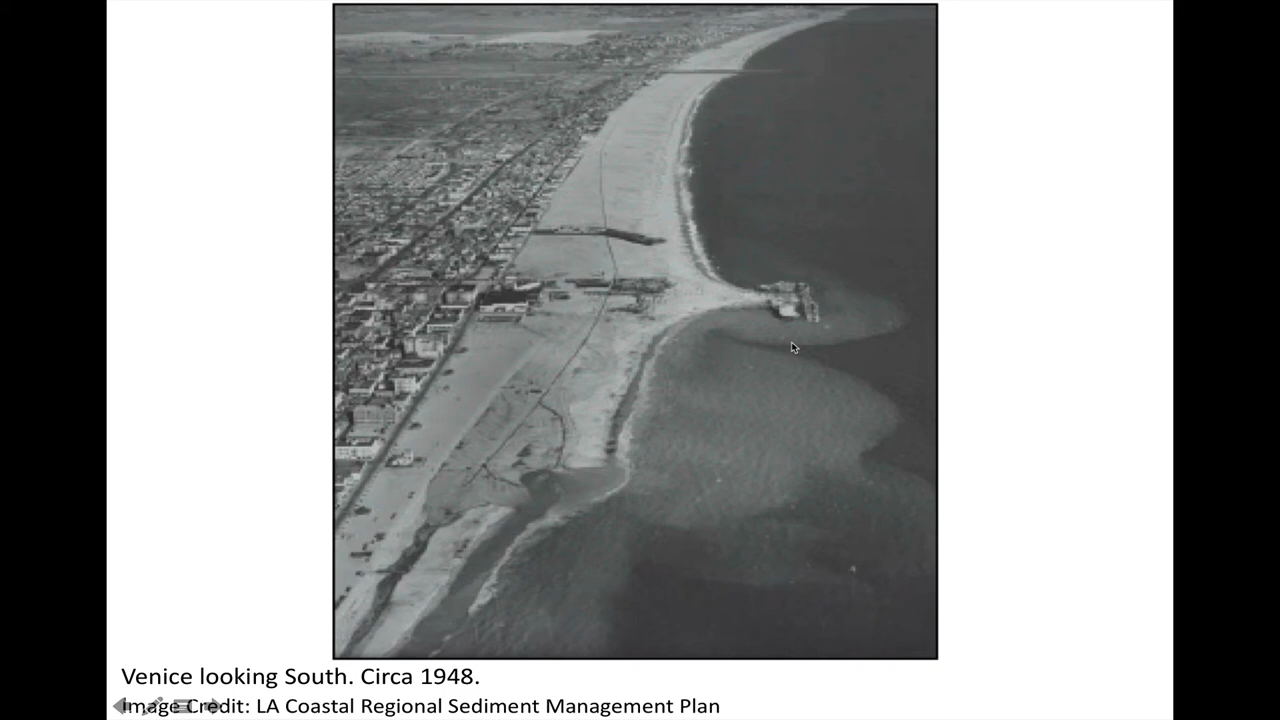 Venice looking South. Circa 1948.
Image Credit: LA Coastal Regional Sediment Management Plan